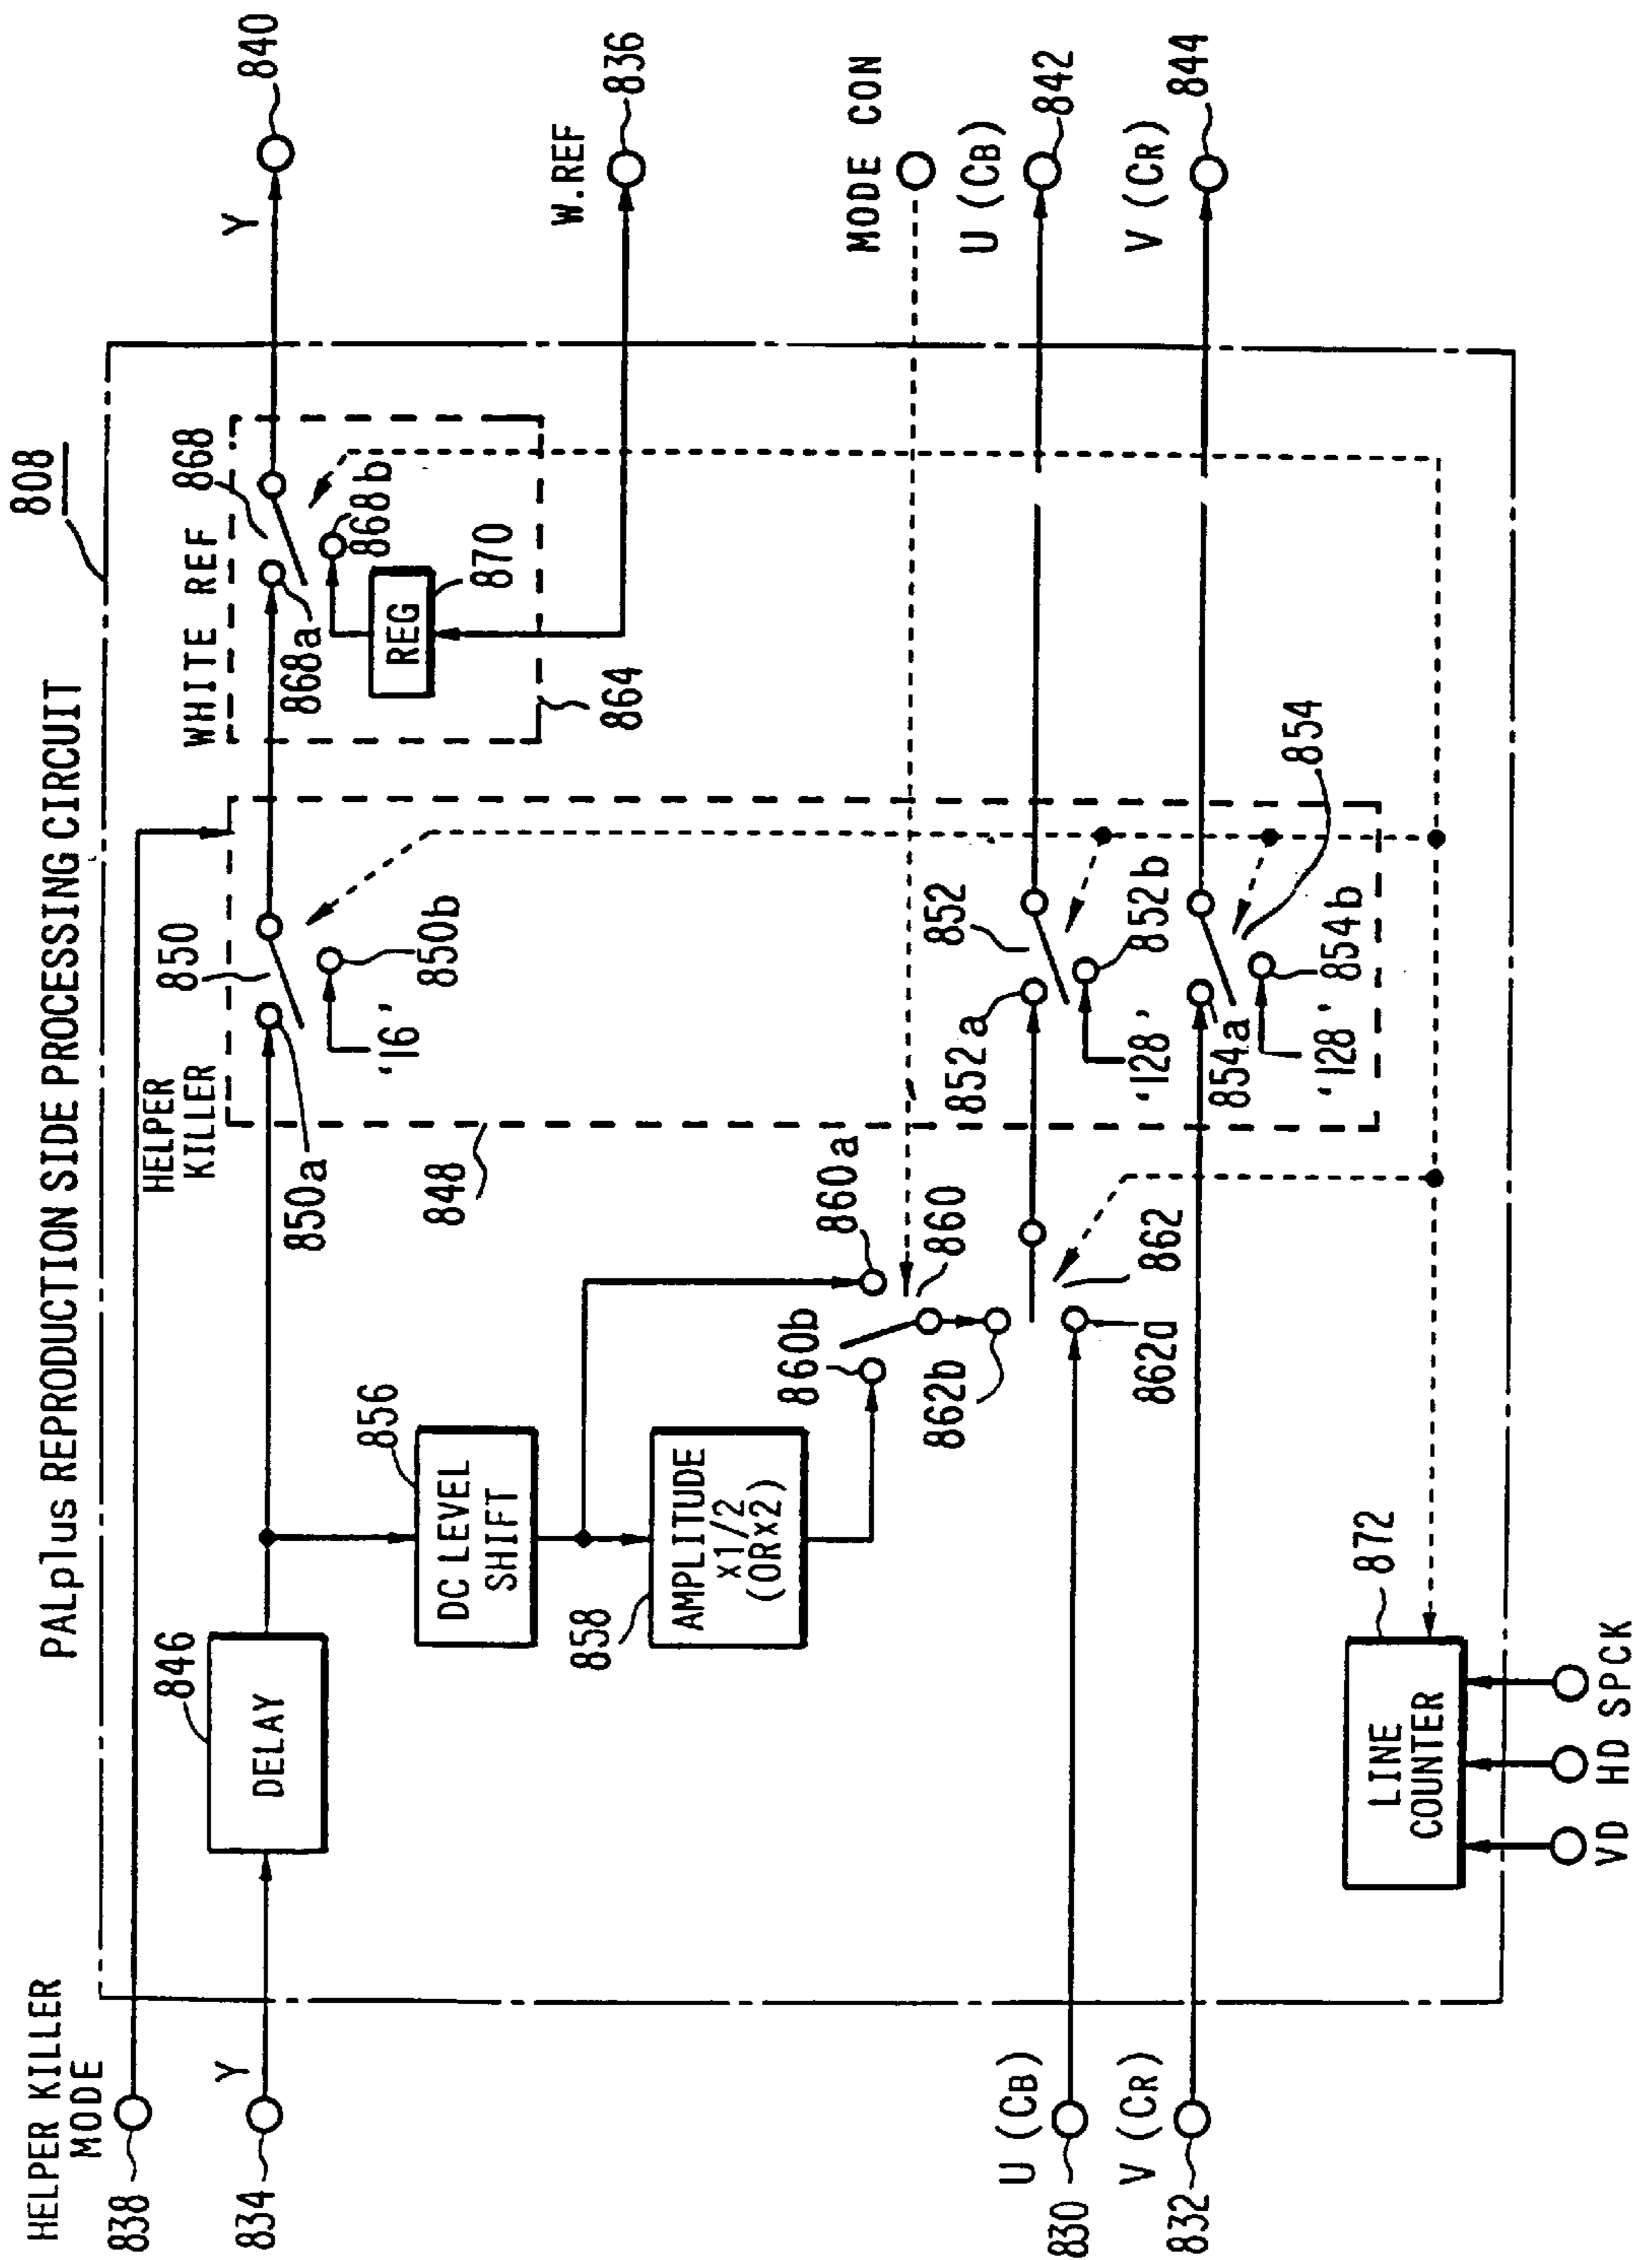 808
PALplus REPRODUCTION SIDE PROCESSING CIRCUIT
HELPER KILLER
MODE
838
Y
834
846
DELAY
856
DC LEVEL
SHIFT
858
AMPLITUDE
x1/2
(OR x2)
HELPER
KILLER
850
850a
850b
'16'
848
WHITE REF
868
868a
868b
REG
870
864
Y
840
W.REF
836
MODE CON
860a
860b
860
862b
862
862a
852
852a
852b
'128'
854
854a
854b
'128'
U (CB)
830
V (CR)
832
U (CB)
842
V (CR)
844
872
LINE
COUNTER
VD HD SPCK